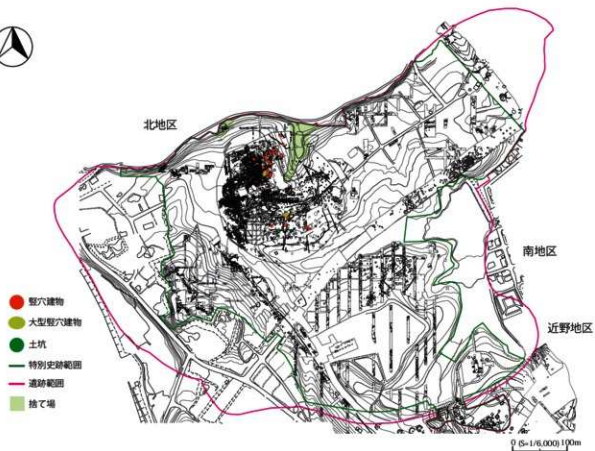 北地区
南地区
近野地区
竪穴建物
大型竪穴建物
土坑
特別史跡範囲
遺跡範囲
捨て場
0 (S=1/6,000) 100m